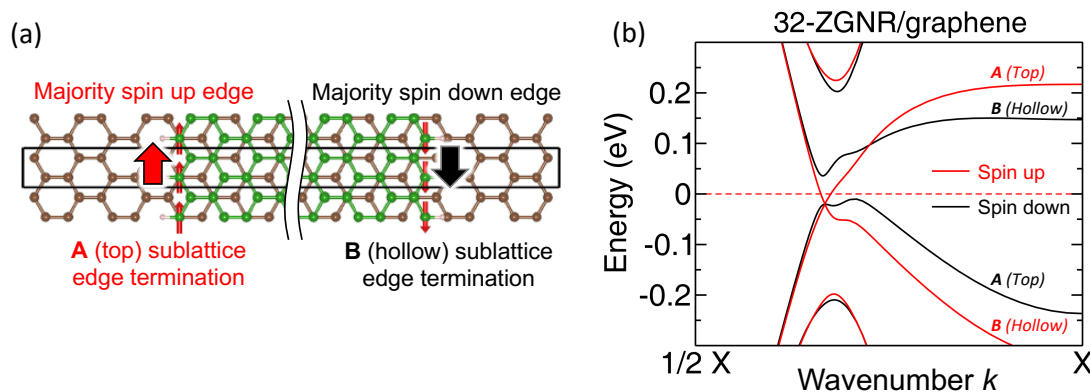 (a)
Majority spin up edge
Majority spin down edge
A (top) sublattice
edge termination
B (hollow) sublattice
edge termination
32-ZGNR/graphene
(b)
Energy (eV)
0.2
0.1
0
-0.1
-0.2
A (Top)
B (Hollow)
Spin up
Spin down
A (Top)
B (Hollow)
1/2 X
X
Wavenumber k